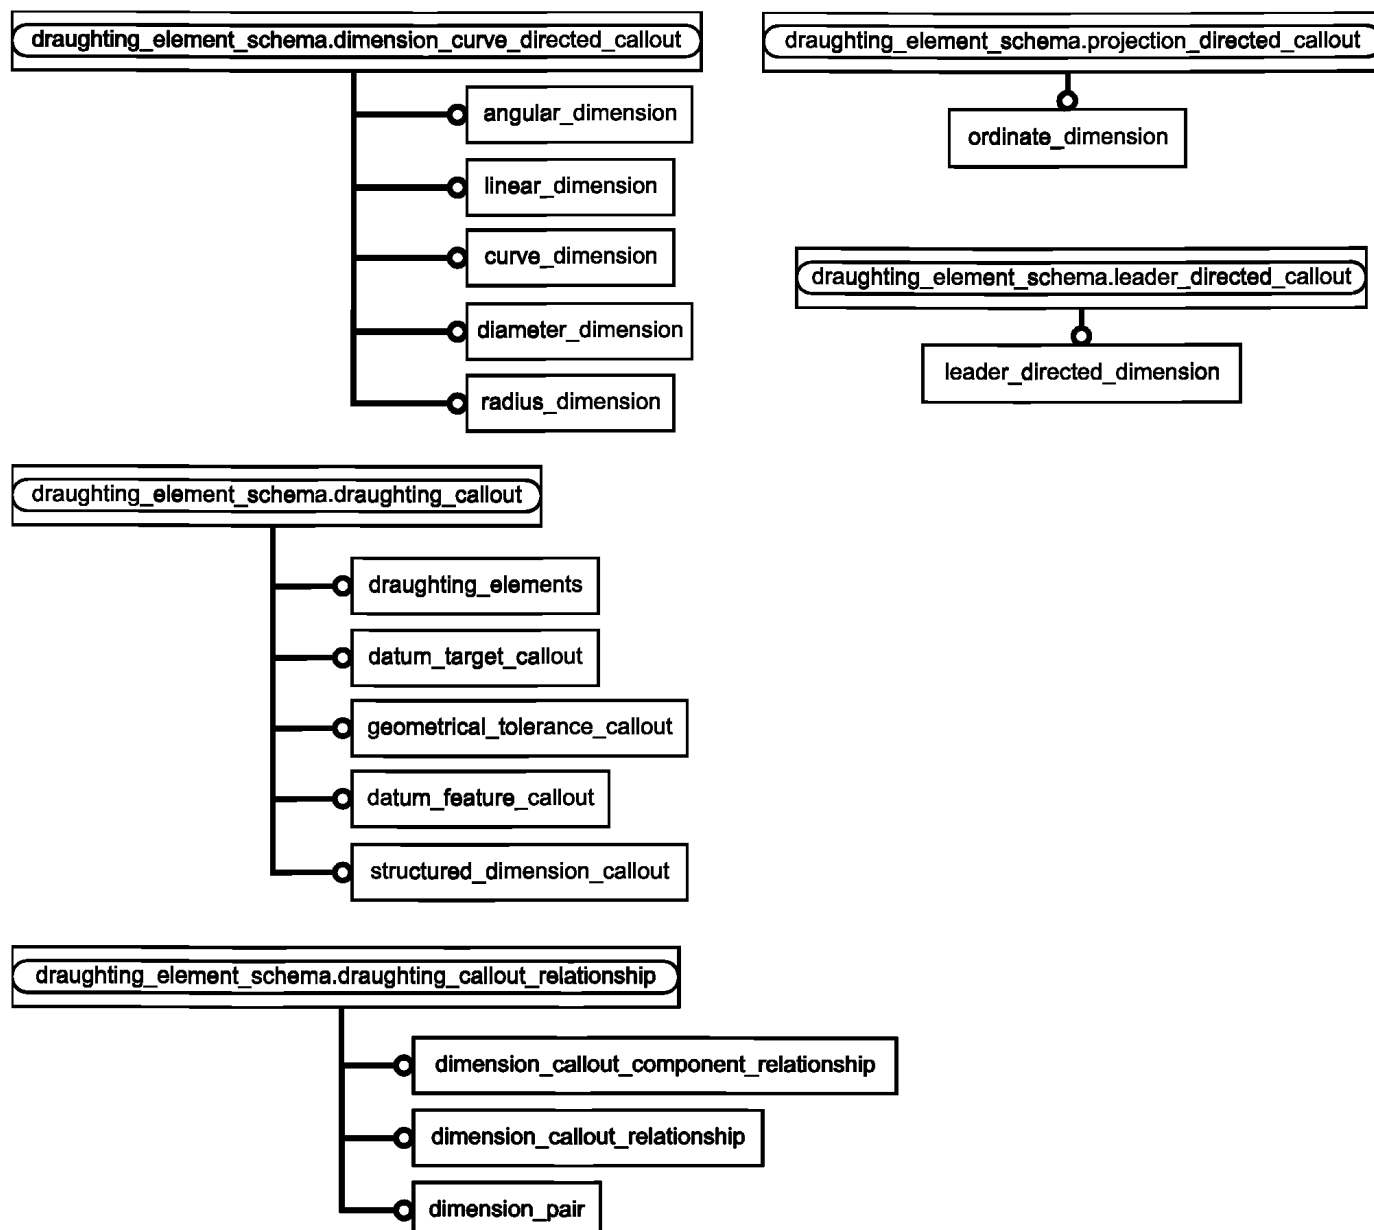 draughting_element_schema.dimension_curve_directed_callout
angular_dimension
linear_dimension
curve_dimension
diameter_dimension
radius_dimension
draughting_element_schema.projection_directed_callout
ordinate_dimension
draughting_element_schema.leader_directed_callout
leader_directed_dimension
draughting_element_schema.draughting_callout
draughting_elements
datum_target_callout
geometrical_tolerance_callout
datum_feature_callout
structured_dimension_callout
draughting_element_schema.draughting_callout_relationship
dimension_callout_component_relationship
dimension_callout_relationship
dimension_pair